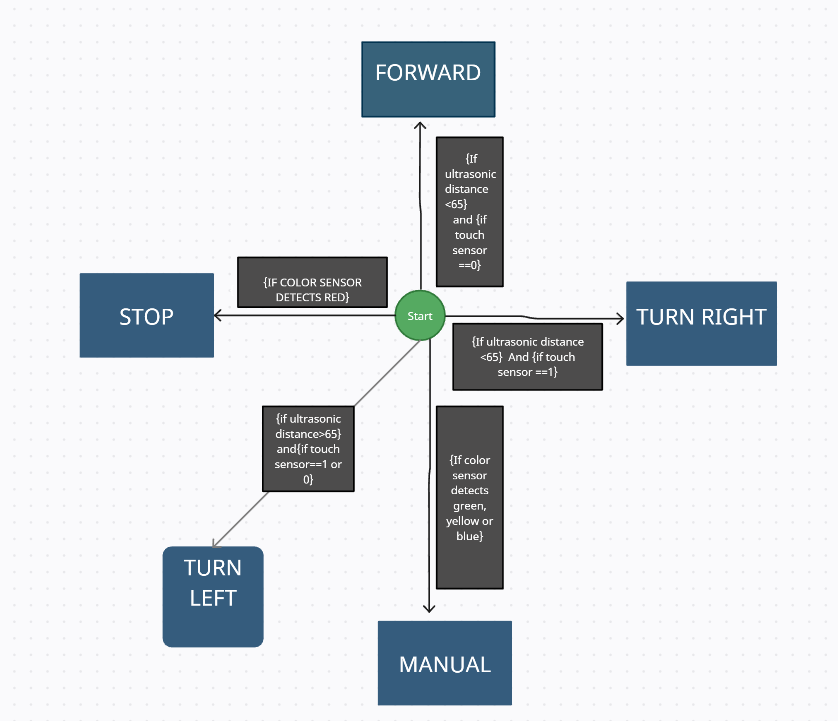 FORWARD
{If
ultrasonic
distance
<65}
and {if
touch
sensor
==0}
{IF COLOR SENSOR
DETECTS RED}
STOP
Start
TURN RIGHT
{If ultrasonic distance
<65} And {if touch
sensor ==1}
{if ultrasonic
distance>65}
and{if touch
sensor==1 or
0}
{If color
sensor
detects
green,
yellow or
blue}
TURN
LEFT
MANUAL